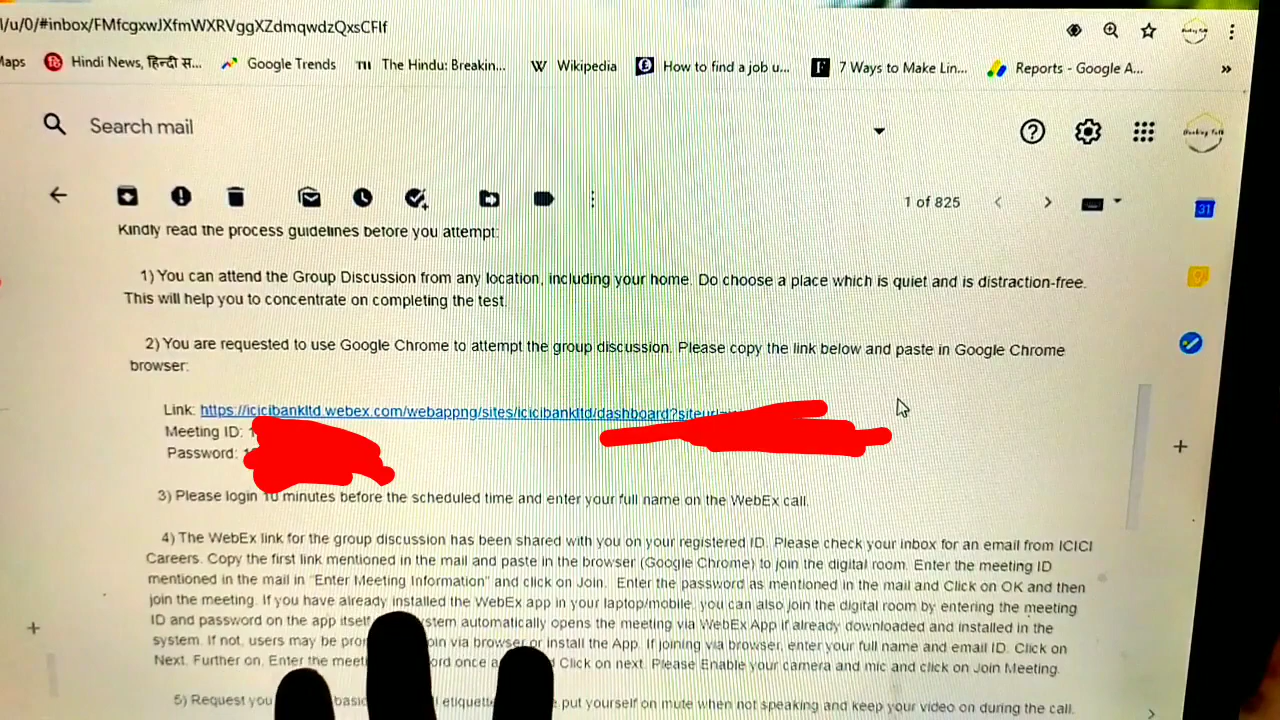 l/u/0/#inbox/FMfcgxwJXfmWXRVggXZdmqwdzQxsCFlf
Maps Hindi News, हिन्दी स... Google Trends TH The Hindu: Breakin... W Wikipedia How to find a job u... F 7 Ways to Make Lin... Reports - Google A... »
Search mail
1 of 825
31
Kindly read the process guidelines before you attempt:
1) You can attend the Group Discussion from any location, including your home. Do choose a place which is quiet and is distraction-free.
This will help you to concentrate on completing the test.
2) You are requested to use Google Chrome to attempt the group discussion. Please copy the link below and paste in Google Chrome
browser:
Link: https://icicibankltd.webex.com/webappng/sites/icicibankltd/dashboard?siteurl=
Meeting ID: 1
Password: 1
3) Please login 10 minutes before the scheduled time and enter your full name on the WebEx call.
4) The WebEx link for the group discussion has been shared with you on your registered ID. Please check your inbox for an email from ICICI
Careers. Copy the first link mentioned in the mail and paste in the browser (Google Chrome) to join the digital room. Enter the meeting ID
mentioned in the mail in "Enter Meeting Information" and click on Join. Enter the password as mentioned in the mail and Click on OK and then
join the meeting. If you have already installed the WebEx app in your laptop/mobile, you can also join the digital room by entering the meeting
ID and password on the app itself stem automatically opens the meeting via WebEx App if already downloaded and installed in the
system. If not, users may be pro oin via browser or install the App. If joining via browser, enter your full name and email ID. Click on
Next. Further on, Enter the meeti ord once a Click on next. Please Enable your camera and mic and click on Join Meeting.
5) Request you basic etiquette put yourself on mute when not speaking and keep your video on during the call.